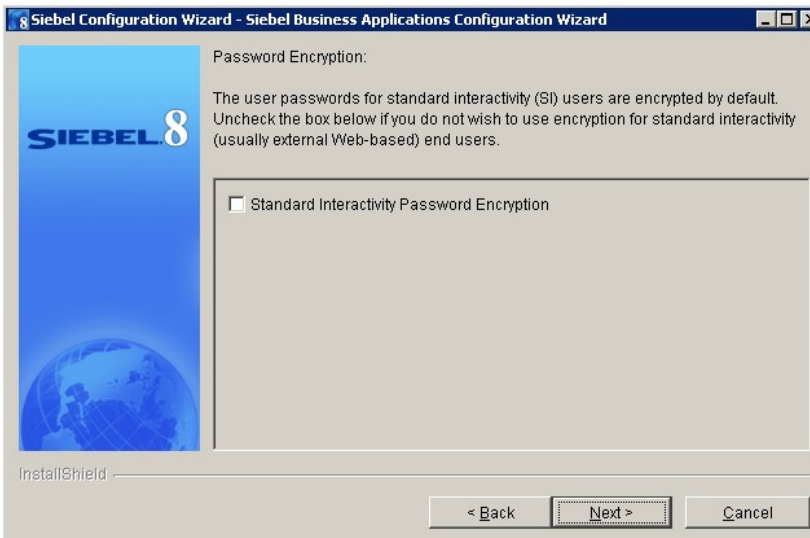 Siebel Configuration Wizard - Siebel Business Applications Configuration Wizard
Password Encryption:
The user passwords for standard interactivity (SI) users are encrypted by default.
Uncheck the box below if you do not wish to use encryption for standard interactivity
(usually external Web-based) end users.
SIEBEL.8
Standard Interactivity Password Encryption
InstallShield
< Back
Next >
Cancel